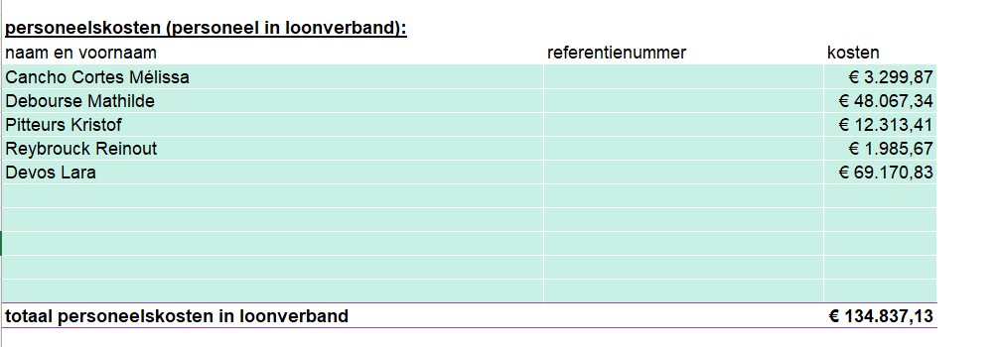 personeelskosten (personeel in loonverband):
naam en voornaam referentienummer kosten
Cancho Cortes Mélissa € 3.299,87
Debourse Mathilde € 48.067,34
Pitteurs Kristof € 12.313,41
Reybrouck Reinout € 1.985,67
Devos Lara € 69.170,83
totaal personeelskosten in loonverband € 134.837,13